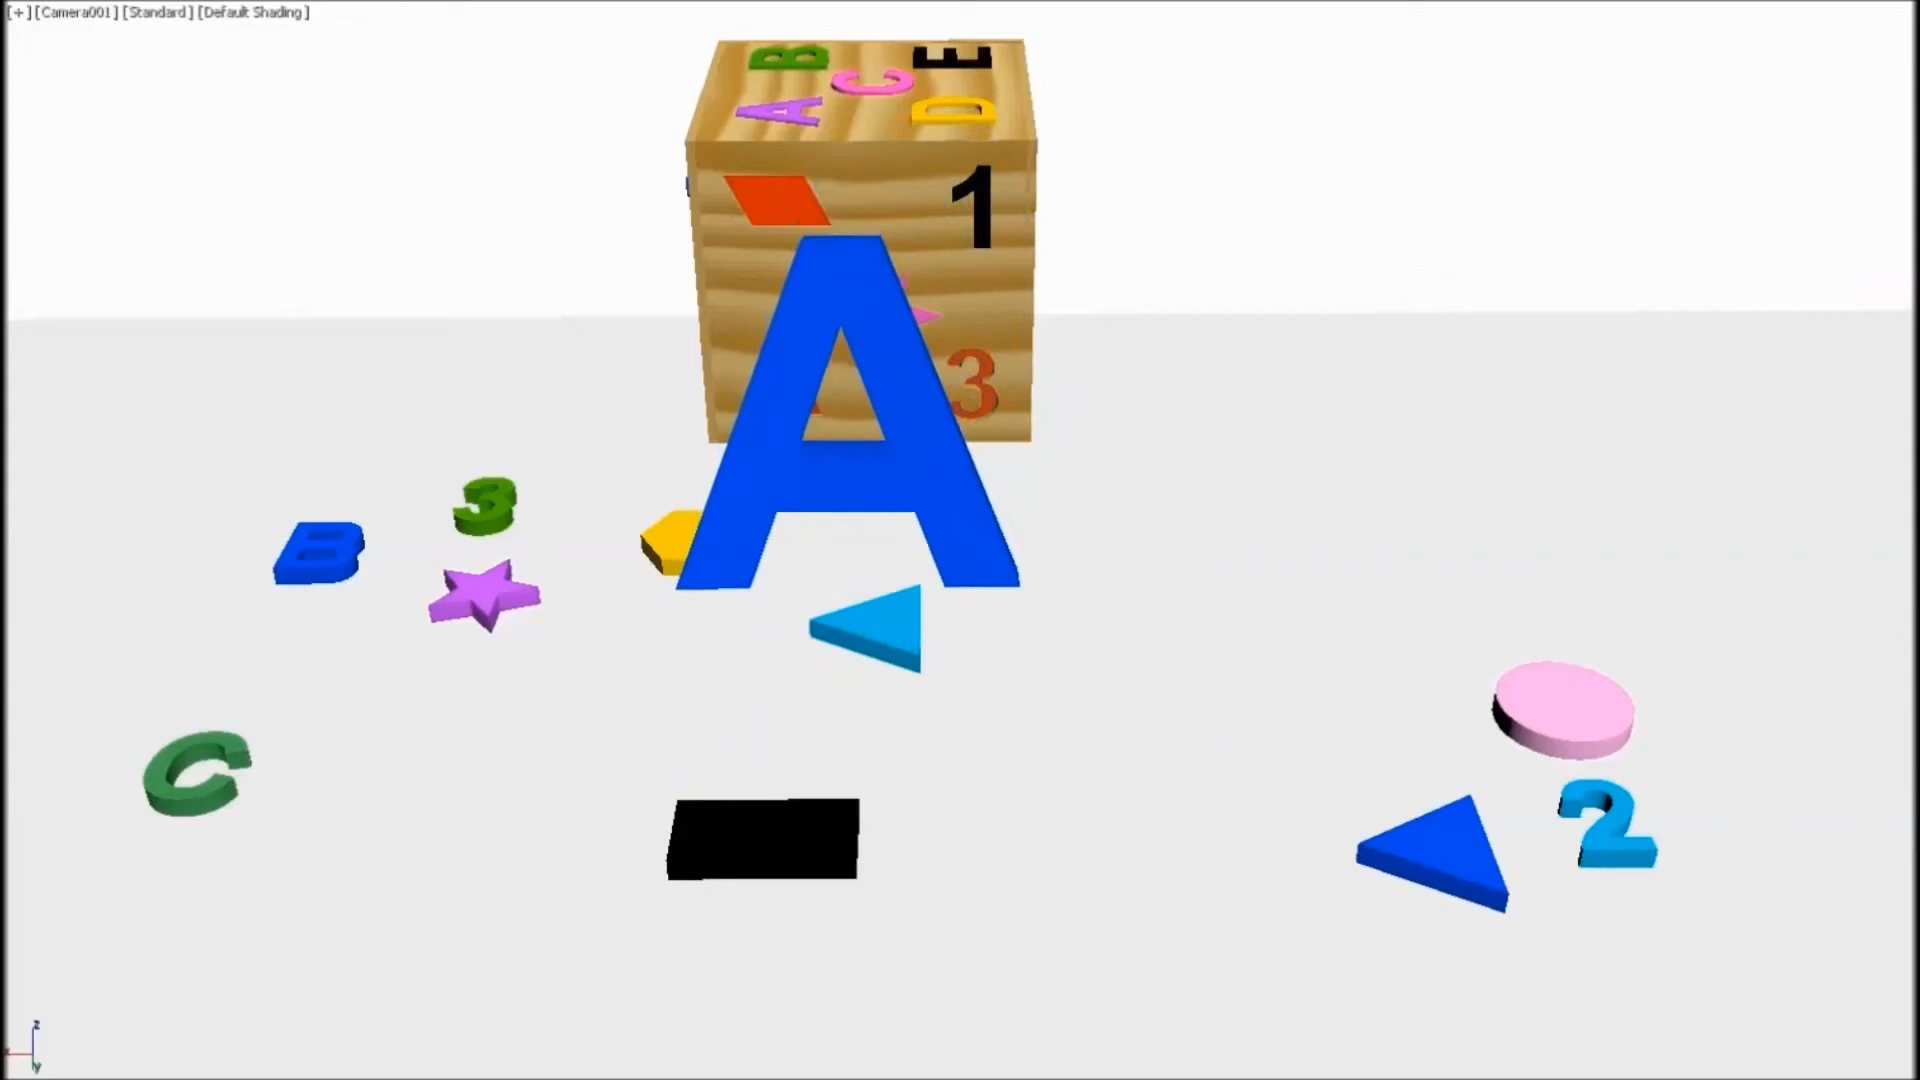 [+] [Camera001] [Standard] [Default Shading]
B E
C
A D
1
A
3
3
B
C
2
z
x
y